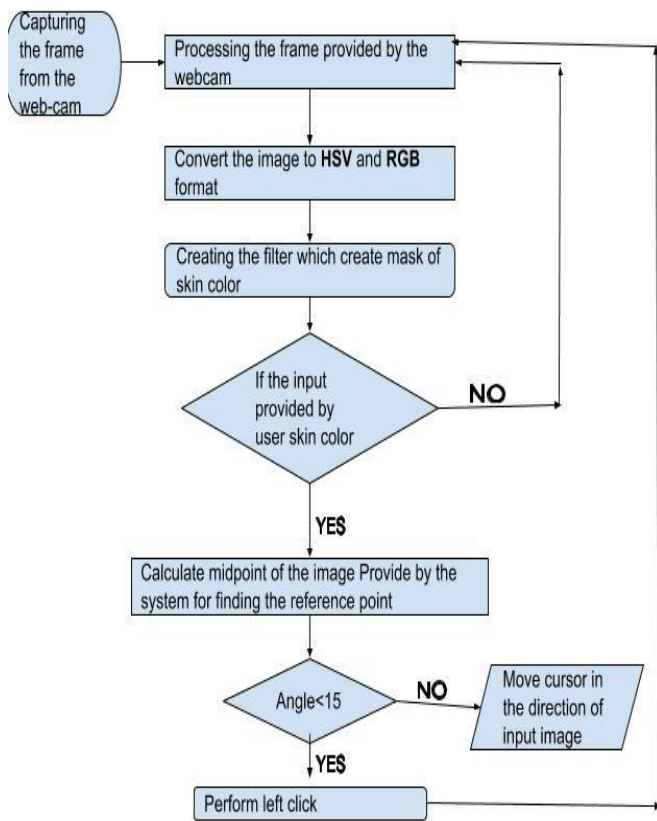 Capturing
the frame
from the
web-cam
Processing the frame provided by the
webcam
Convert the image to HSV and RGB
format
Creating the filter which create mask of
skin color
If the input
provided by
user skin color
NO
YES
Calculate midpoint of the image Provide by the
system for finding the reference point
Angle<15
NO
Move cursor in
the direction of
input image
YES
Perform left click